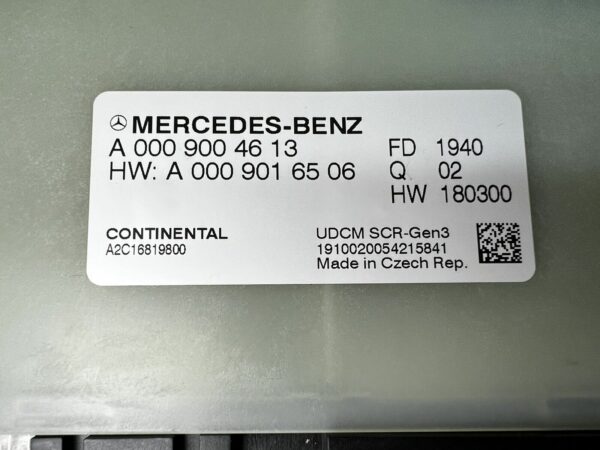 MERCEDES-BENZ
A 000 900 46 13 FD 1940
HW: A 000 901 65 06 Q 02
HW 180300
CONTINENTAL UDCM SCR-Gen3
A2C16819800 1910020054215841
Made in Czech Rep.